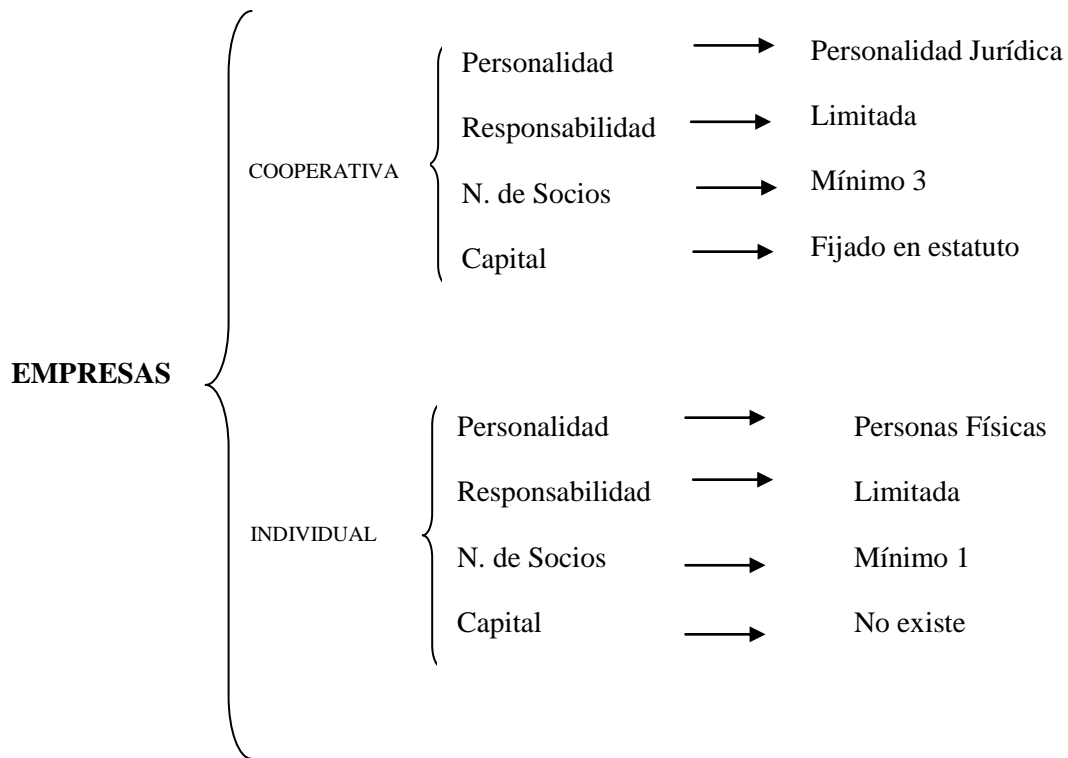 EMPRESAS
COOPERATIVA
Personalidad Personalidad Jurídica
Responsabilidad Limitada
N. de Socios Mínimo 3
Capital Fijado en estatuto
INDIVIDUAL
Personalidad Personas Físicas
Responsabilidad Limitada
N. de Socios Mínimo 1
Capital No existe